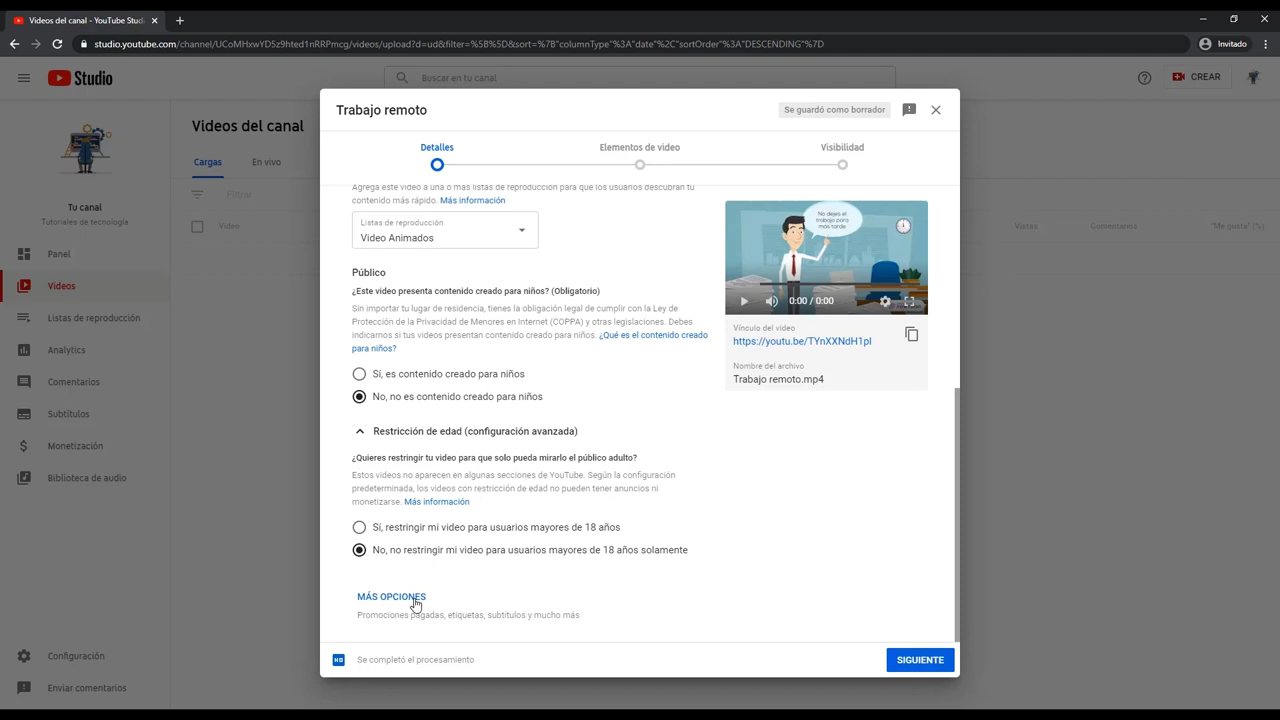 Videos del canal - YouTube Studi
studio.youtube.com/channel/UCoMHxwYD5z9hted1nRRPmcg/videos/upload?d=ud&filter=%5B%5D&sort=%7B"columnType"%3A"date"%2C"sortOrder"%3A"DESCENDING"%7D
Invitado
Studio
Buscar en tu canal
CREAR
Tu canal
Tutoriales de tecnología
Panel
Videos
Listas de reproducción
Analytics
Comentarios
Subtítulos
Monetización
Biblioteca de audio
Configuración
Enviar comentarios
Videos del canal
Cargas
En vivo
Filtrar
Video
Vistas
Comentarios
"Me gusta" (%)
Trabajo remoto
Se guardó como borrador
Detalles
Elementos de video
Visibilidad
Agrega este video a una o más listas de reproducción para que los usuarios descubran tu
contenido más rápido. Más información
Listas de reproducción
Video Animados
Público
¿Este video presenta contenido creado para niños? (Obligatorio)
Sin importar tu lugar de residencia, tienes la obligación legal de cumplir con la Ley de
Protección de la Privacidad de Menores en Internet (COPPA) y otras legislaciones. Debes
indicarnos si tus videos presentan contenido creado para niños. ¿Qué es el contenido creado
para niños?
Sí, es contenido creado para niños
No, no es contenido creado para niños
Restricción de edad (configuración avanzada)
¿Quieres restringir tu video para que solo pueda mirarlo el público adulto?
Estos videos no aparecen en algunas secciones de YouTube. Según la configuración
predeterminada, los videos con restricción de edad no pueden tener anuncios ni
monetizarse. Más información
Sí, restringir mi video para usuarios mayores de 18 años
No, no restringir mi video para usuarios mayores de 18 años solamente
MÁS OPCIONES
Promociones pagadas, etiquetas, subtítulos y mucho más
No dejes el
trabajo para
más tarde
0:00 / 0:00
Vínculo del video
https://youtu.be/TYnXXNdH1pI
Nombre del archivo
Trabajo remoto.mp4
HD
Se completó el procesamiento
SIGUIENTE